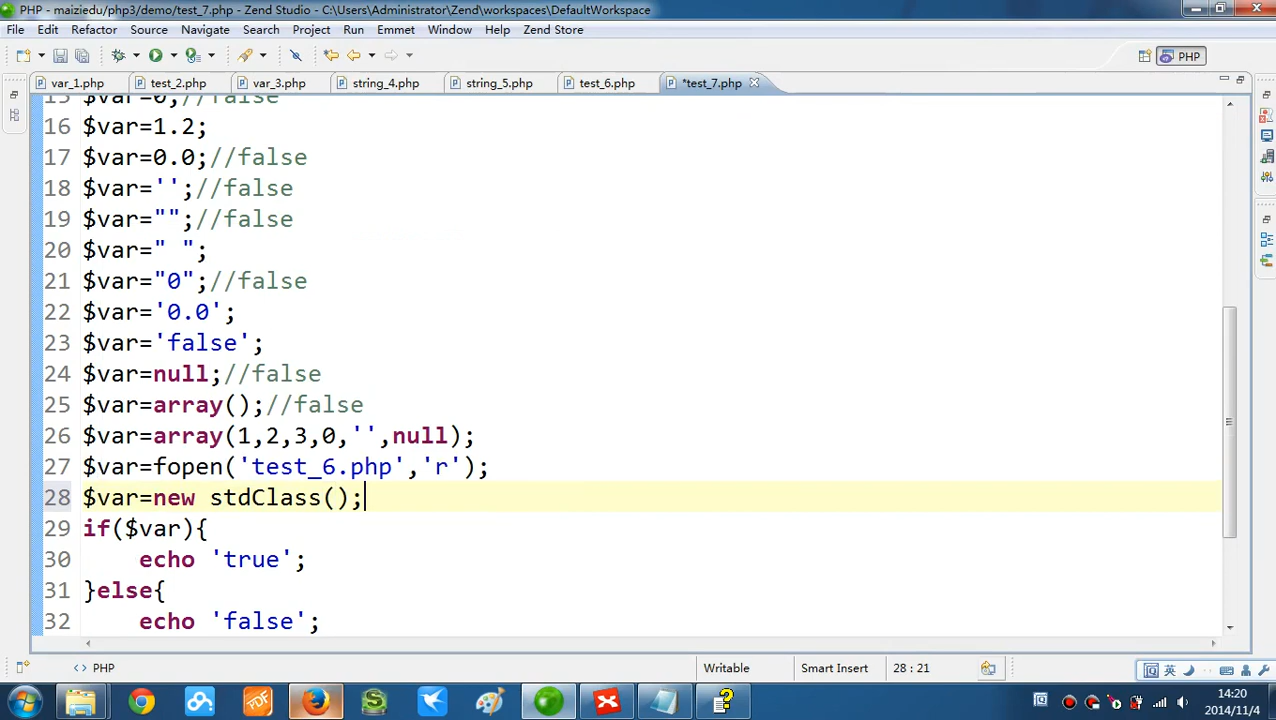 PHP - maiziedu/php3/demo/test_7.php - Zend Studio - C:\Users\Administrator\Zend\workspaces\DefaultWorkspace
File Edit Refactor Source Navigate Search Project Run Emmet Window Help Zend Store
PHP
var_1.php test_2.php var_3.php string_4.php string_5.php test_6.php *test_7.php
15 $var=0;//false
16 $var=1.2;
17 $var=0.0;//false
18 $var='';//false
19 $var="";//false
20 $var=" ";
21 $var="0";//false
22 $var='0.0';
23 $var='false';
24 $var=null;//false
25 $var=array();//false
26 $var=array(1,2,3,0,'',null);
27 $var=fopen('test_6.php','r');
28 $var=new stdClass();
29 if($var){
30     echo 'true';
31 }else{
32     echo 'false';
<> PHP Writable Smart Insert 28 : 21
英
14:20
2014/11/4